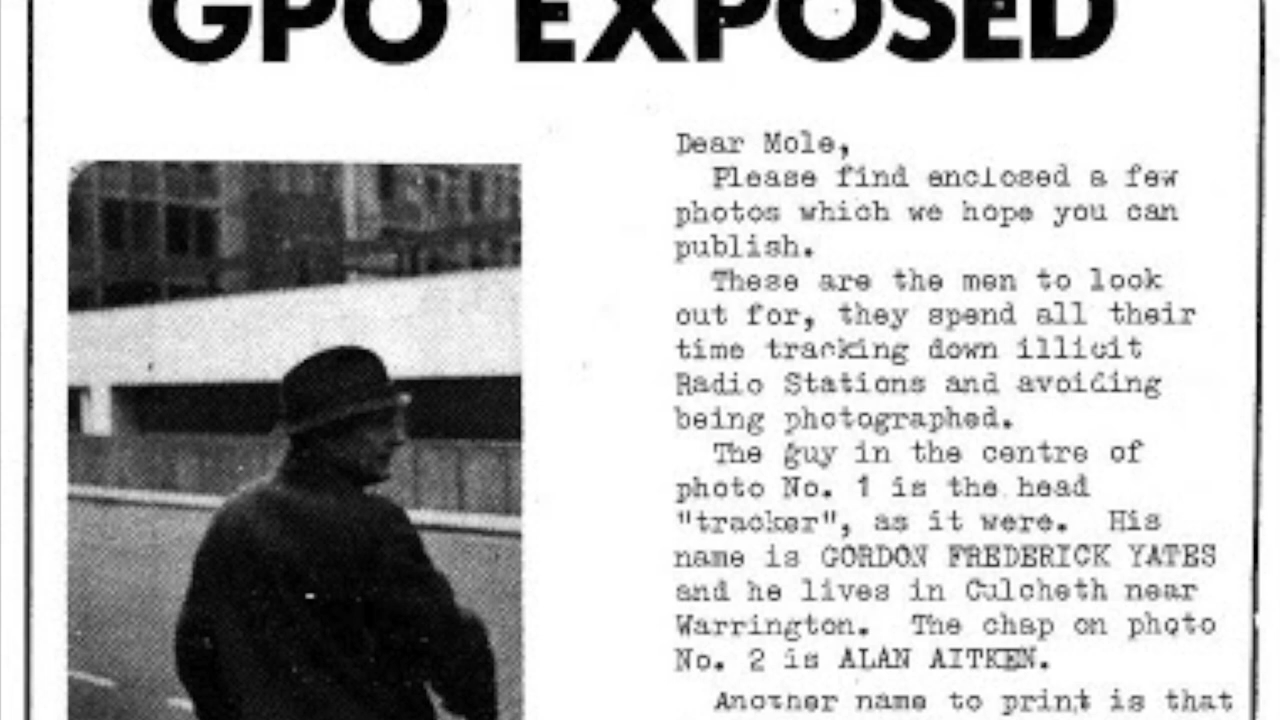 GPO EXPOSED
Dear Mole,
Please find enclosed a few
photos which we hope you can
publish.
These are the men to look
out for, they spend all their
time tracking down illicit
Radio Stations and avoiding
being photographed.
The guy in the centre of
photo No. 1 is the head
"tracker", as it were. His
name is GORDON FREDERICK YATES
and he lives in Culcheth near
Warrington. The chap on photo
No. 2 is ALAN AITKEN.
Another name to print is that